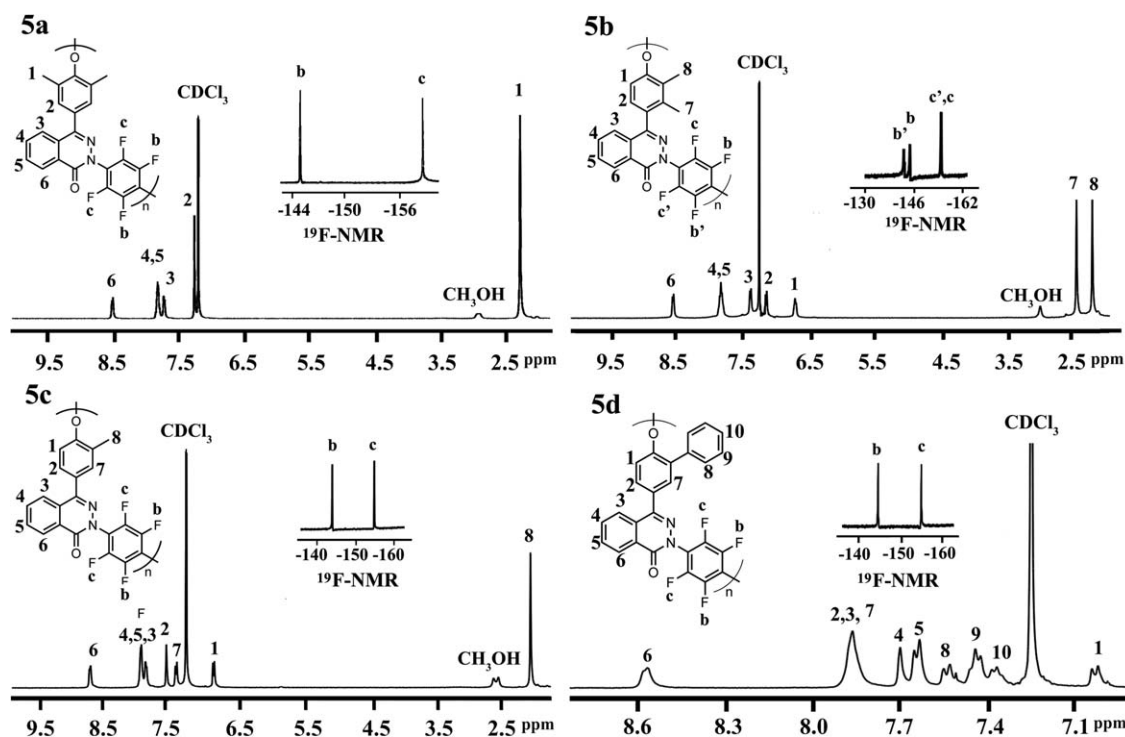 5a
O
1
2
3
4
5
6
N
N
O
c
F
b
F
F
F
c
b
n
CDCl3
b
c
1
-144 -150 -156
19F-NMR
2
6
4,5
3
CH3OH
9.5 8.5 7.5 6.5 5.5 4.5 3.5 2.5 ppm
5b
O
1
8
2
7
3
4
5
6
N
N
O
c
F
b
F
F
F
c’
b’
n
CDCl3
b’
b
c’,c
-130 -146 -162
19F-NMR
7 8
6
4,5
3
2
1
CH3OH
9.5 8.5 7.5 6.5 5.5 4.5 3.5 2.5 ppm
5c
O
1
8
2
7
3
4
5
6
N
N
O
c
F
b
F
F
F
c
b
n
F
CDCl3
b
c
-140 -150 -160
19F-NMR
8
6
4,5,3
2
7
1
CH3OH
9.5 8.5 7.5 6.5 5.5 4.5 3.5 2.5 ppm
5d
O
10
9
8
1
2
7
3
4
5
6
N
N
O
c
F
b
F
F
F
c
b
n
CDCl3
b
c
-140 -150 -160
19F-NMR
6
2,3, 7
4
5
8
9
10
1
8.6 8.3 8.0 7.7 7.4 7.1 ppm